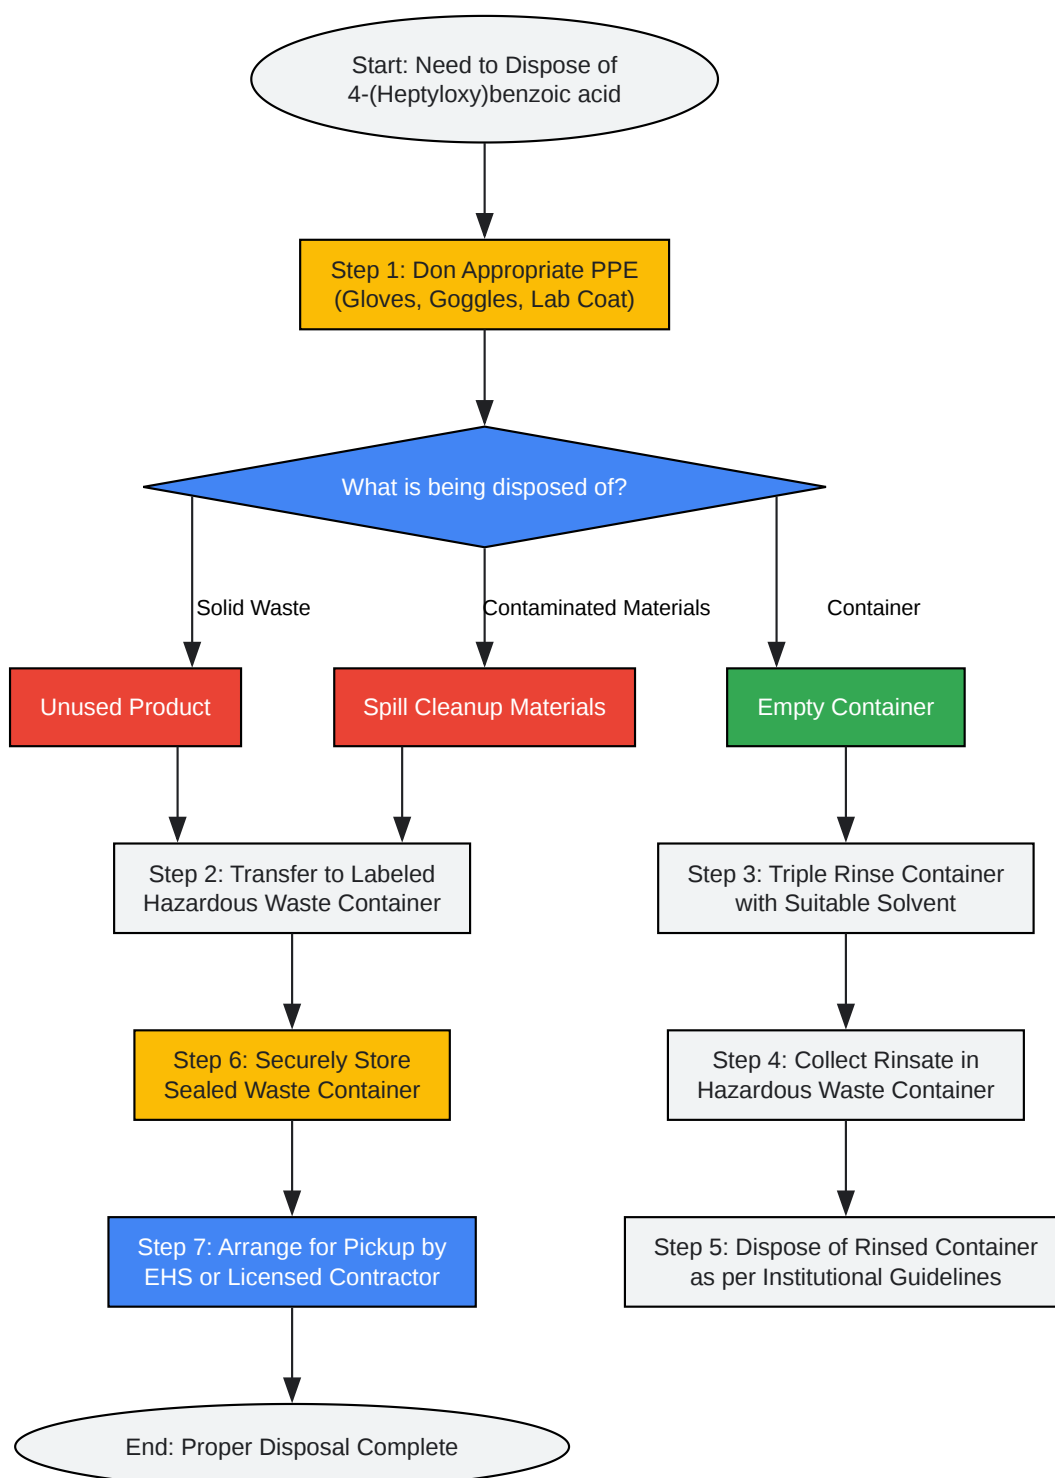 Start: Need to Dispose of
4-(Heptyloxy)benzoic acid
Step 1: Don Appropriate PPE
(Gloves, Goggles, Lab Coat)
What is being disposed of?
Solid Waste
Contaminated Materials
Container
Unused Product
Spill Cleanup Materials
Empty Container
Step 2: Transfer to Labeled
Hazardous Waste Container
Step 3: Triple Rinse Container
with Suitable Solvent
Step 6: Securely Store
Sealed Waste Container
Step 4: Collect Rinsate in
Hazardous Waste Container
Step 7: Arrange for Pickup by
EHS or Licensed Contractor
Step 5: Dispose of Rinsed Container
as per Institutional Guidelines
End: Proper Disposal Complete